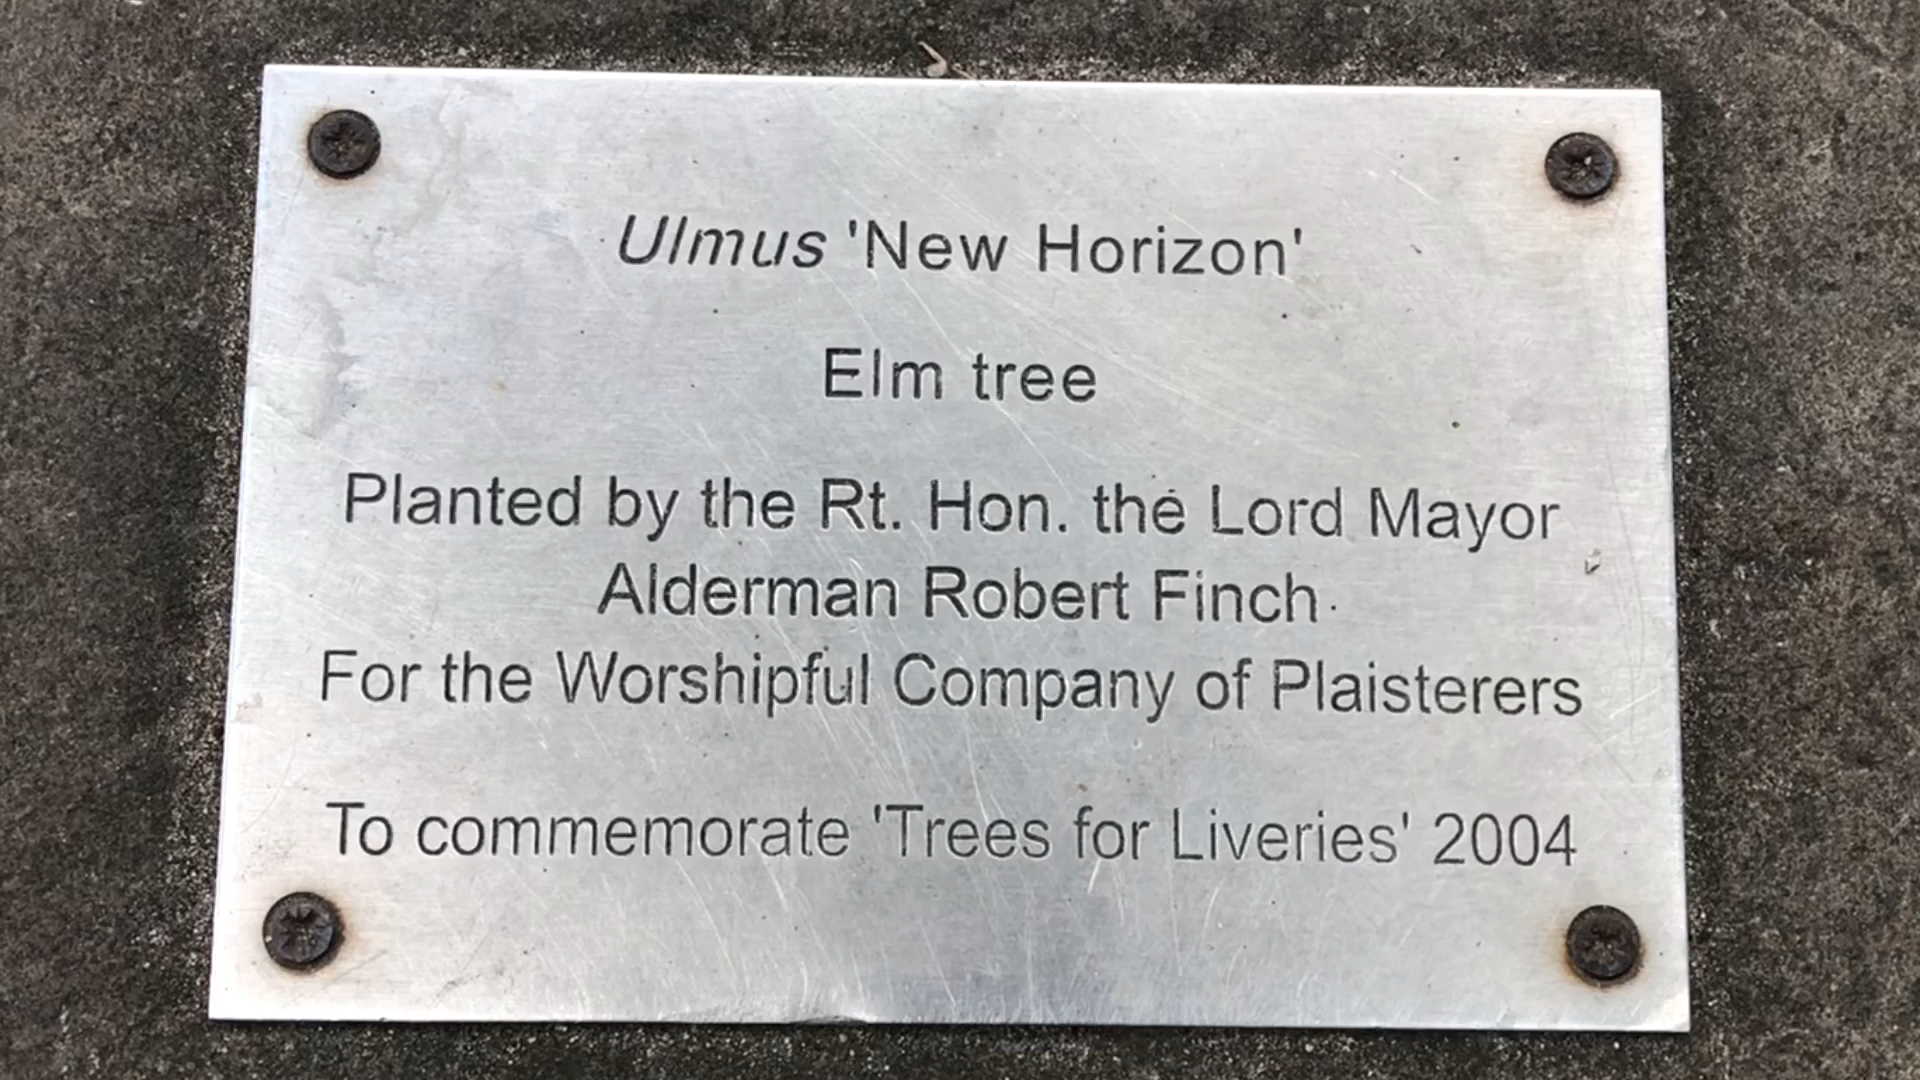 Ulmus 'New Horizon'
Elm tree
Planted by the Rt. Hon. the Lord Mayor
Alderman Robert Finch
For the Worshipful Company of Plaisterers
To commemorate 'Trees for Liveries' 2004